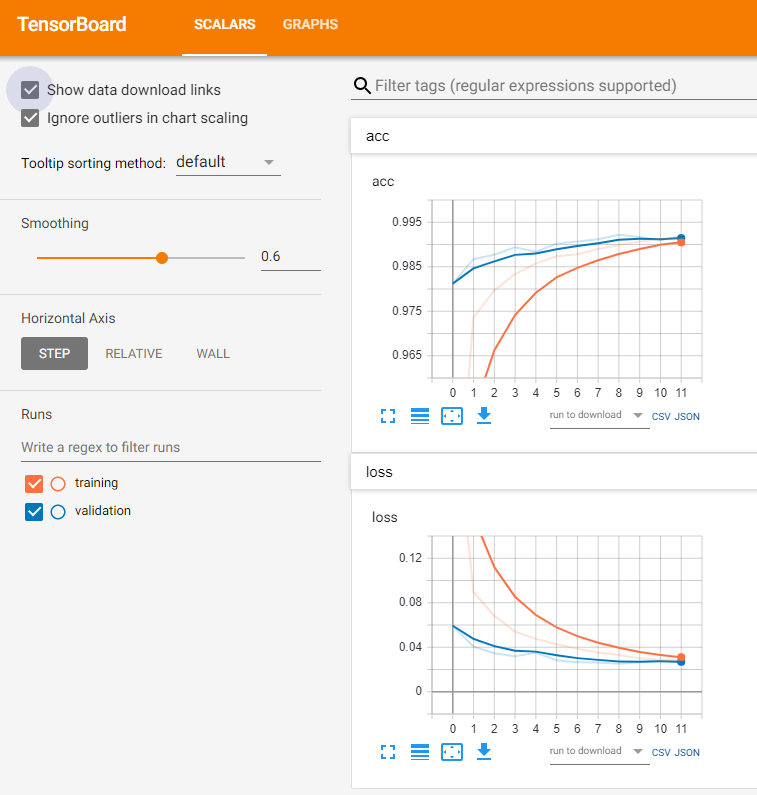 TensorBoard SCALARS GRAPHS
Show data download links
Ignore outliers in chart scaling
Tooltip sorting method: default
Smoothing
0.6
Horizontal Axis
STEP RELATIVE WALL
Runs
Write a regex to filter runs
training
validation
Filter tags (regular expressions supported)
acc
acc
0.995
0.985
0.975
0.965
0 1 2 3 4 5 6 7 8 9 10 11
run to download CSV JSON
loss
loss
0.12
0.08
0.04
0
0 1 2 3 4 5 6 7 8 9 10 11
run to download CSV JSON